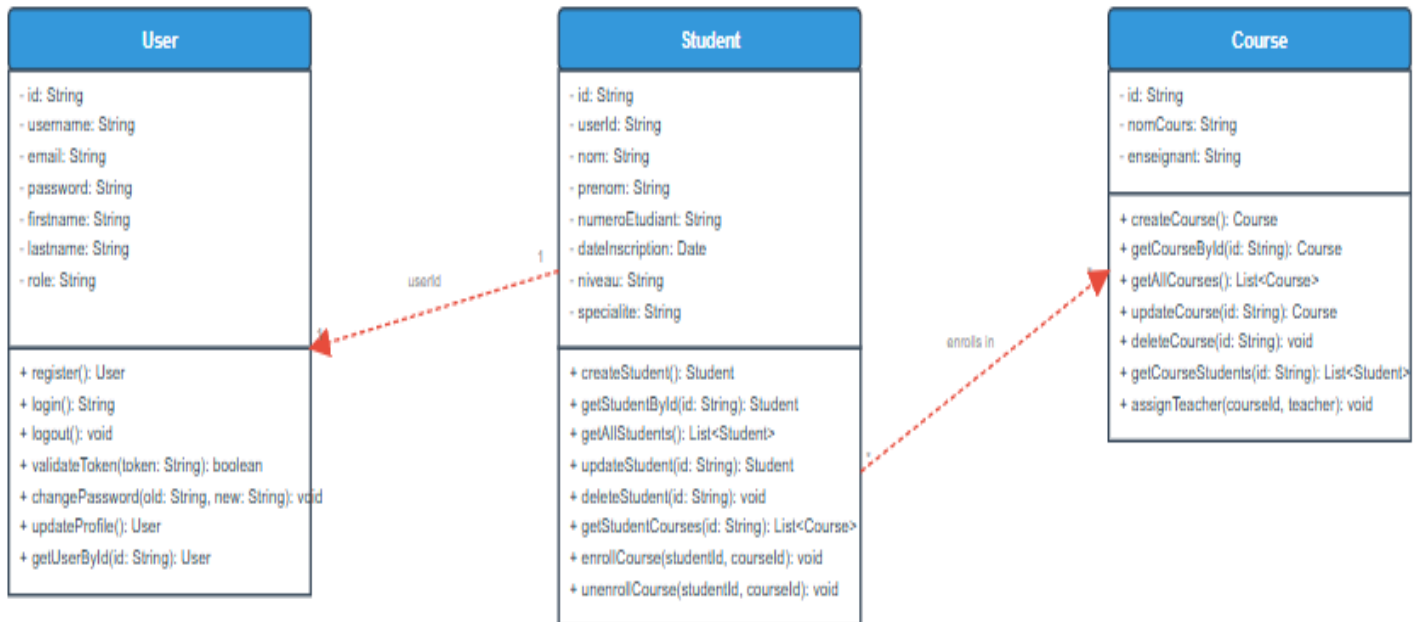 User
- id: String
- username: String
- email: String
- password: String
- firstname: String
- lastname: String
- role: String
+ register(): User
+ login(): String
+ logout(): void
+ validateToken(token: String): boolean
+ changePassword(old: String, new: String): void
+ updateProfile(): User
+ getUserById(id: String): User
userId
1
Student
- id: String
- userId: String
- nom: String
- prenom: String
- numeroEtudiant: String
- dateInscription: Date
- niveau: String
- specialite: String
+ createStudent(): Student
+ getStudentById(id: String): Student
+ getAllStudents(): List<Student>
+ updateStudent(id: String): Student
+ deleteStudent(id: String): void
+ getStudentCourses(id: String): List<Course>
+ enrollCourse(studentId, courseId): void
+ unenrollCourse(studentId, courseId): void
*
enrolls in
Course
- id: String
- nomCours: String
- enseignant: String
+ createCourse(): Course
+ getCourseById(id: String): Course
+ getAllCourses(): List<Course>
+ updateCourse(id: String): Course
+ deleteCourse(id: String): void
+ getCourseStudents(id: String): List<Student>
+ assignTeacher(courseId, teacher): void